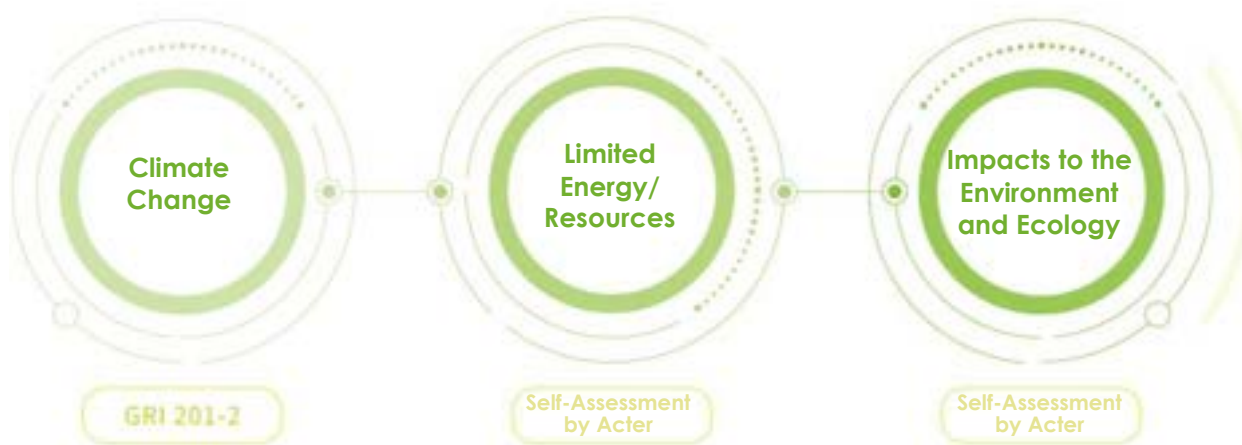 Climate
Change
Limited
Energy/
Resources
Impacts to the
Environment
and Ecology
GRI 201-2
Self-Assessment
by Acter
Self-Assessment
by Acter